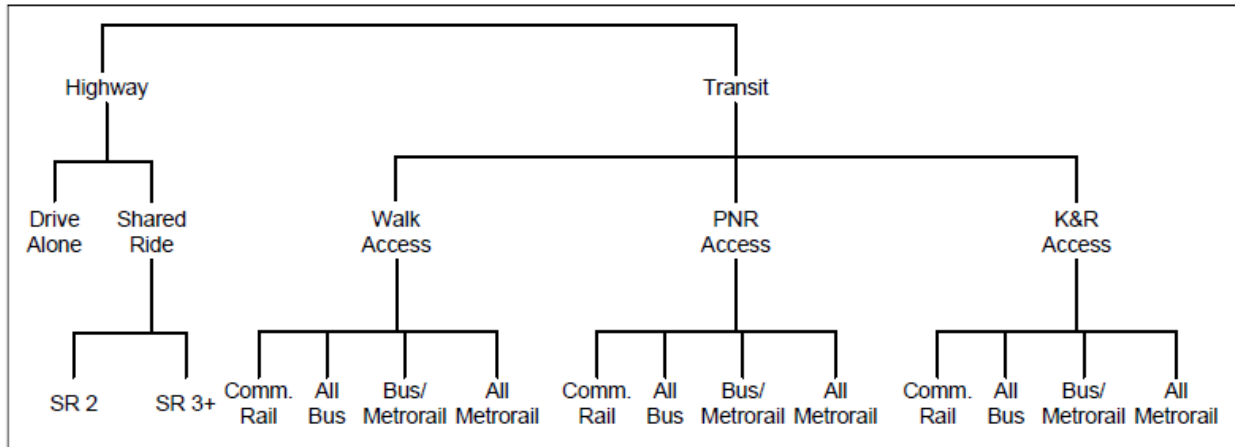 Highway
Transit
Drive
Alone
Shared
Ride
Walk
Access
PNR
Access
K&R
Access
SR 2
SR 3+
Comm.
Rail
All
Bus
Bus/
Metrorail
All
Metrorail
Comm.
Rail
All
Bus
Bus/
Metrorail
All
Metrorail
Comm.
Rail
All
Bus
Bus/
Metrorail
All
Metrorail